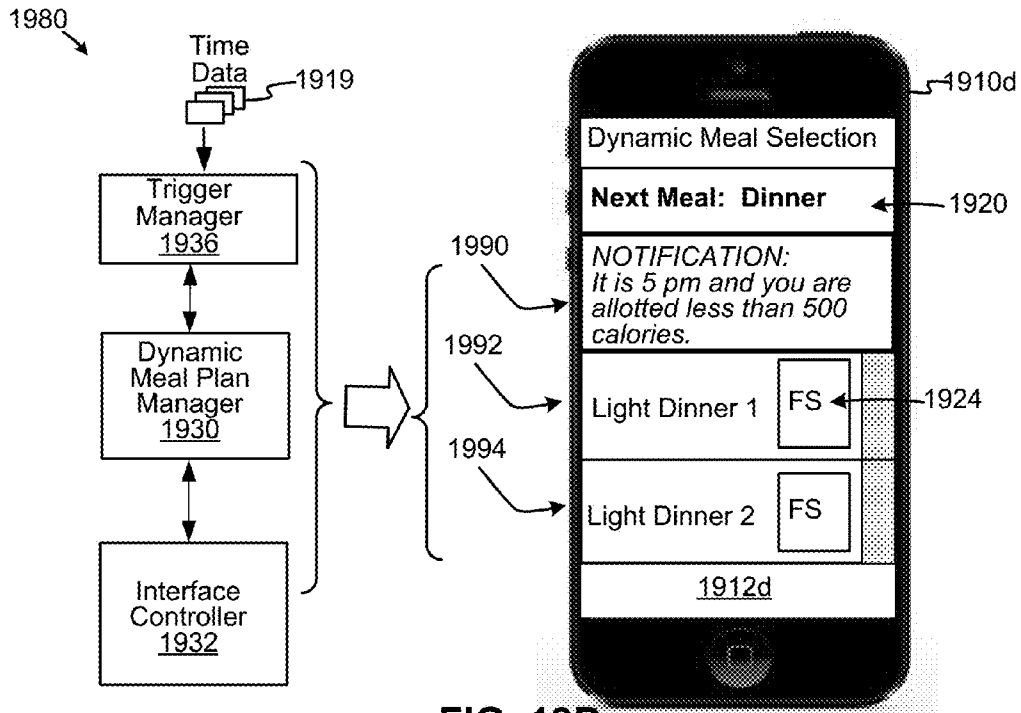 1980
Time
Data
1919
Trigger
Manager
1936
Dynamic
Meal Plan
Manager
1930
Interface
Controller
1932
1990
1992
1994
1910d
Dynamic Meal Selection
Next Meal: Dinner
1920
NOTIFICATION:
It is 5 pm and you are
allotted less than 500
calories.
Light Dinner 1
FS
1924
Light Dinner 2
FS
1912d